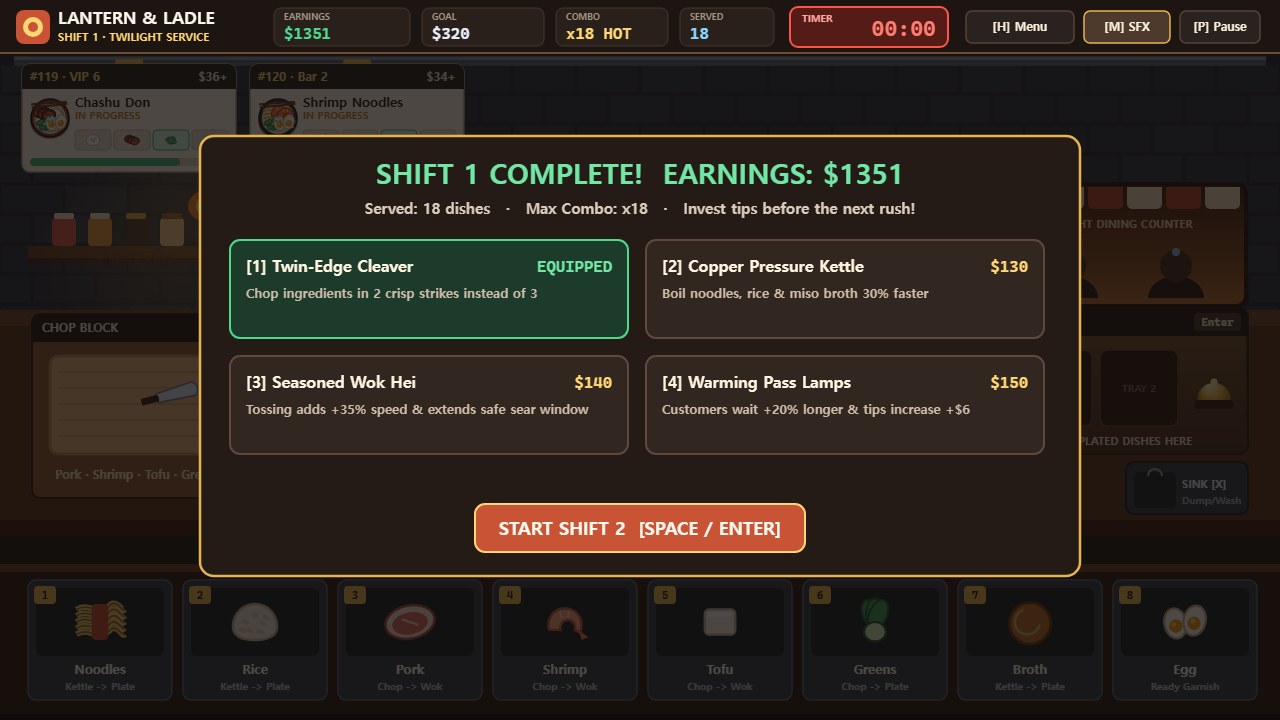 LANTERN & LADLE
SHIFT 1 · TWILIGHT SERVICE
EARNINGS
$1351
GOAL
$320
COMBO
x18 HOT
SERVED
18
TIMER
00:00
[H] Menu
[M] SFX
[P] Pause
#119 · VIP 6
$36+
Chashu Don
IN PROGRESS
#120 · Bar 2
$34+
Shrimp Noodles
IN PROGRESS
SHIFT 1 COMPLETE! EARNINGS: $1351
Served: 18 dishes · Max Combo: x18 · Invest tips before the next rush!
[1] Twin-Edge Cleaver
EQUIPPED
Chop ingredients in 2 crisp strikes instead of 3
[2] Copper Pressure Kettle
$130
Boil noodles, rice & miso broth 30% faster
[3] Seasoned Wok Hei
$140
Tossing adds +35% speed & extends safe sear window
[4] Warming Pass Lamps
$150
Customers wait +20% longer & tips increase +$6
START SHIFT 2 [SPACE / ENTER]
DINING COUNTER
CHOP BLOCK
Pork · Shrimp · Tofu ·
Enter
TRAY 2
PLATED DISHES HERE
SINK [X]
Dump/Wash
1
Noodles
Kettle -> Plate
2
Rice
Kettle -> Plate
3
Pork
Chop -> Wok
4
Shrimp
Chop -> Wok
5
Tofu
Chop -> Wok
6
Greens
Chop -> Plate
7
Broth
Kettle -> Plate
8
Egg
Ready Garnish